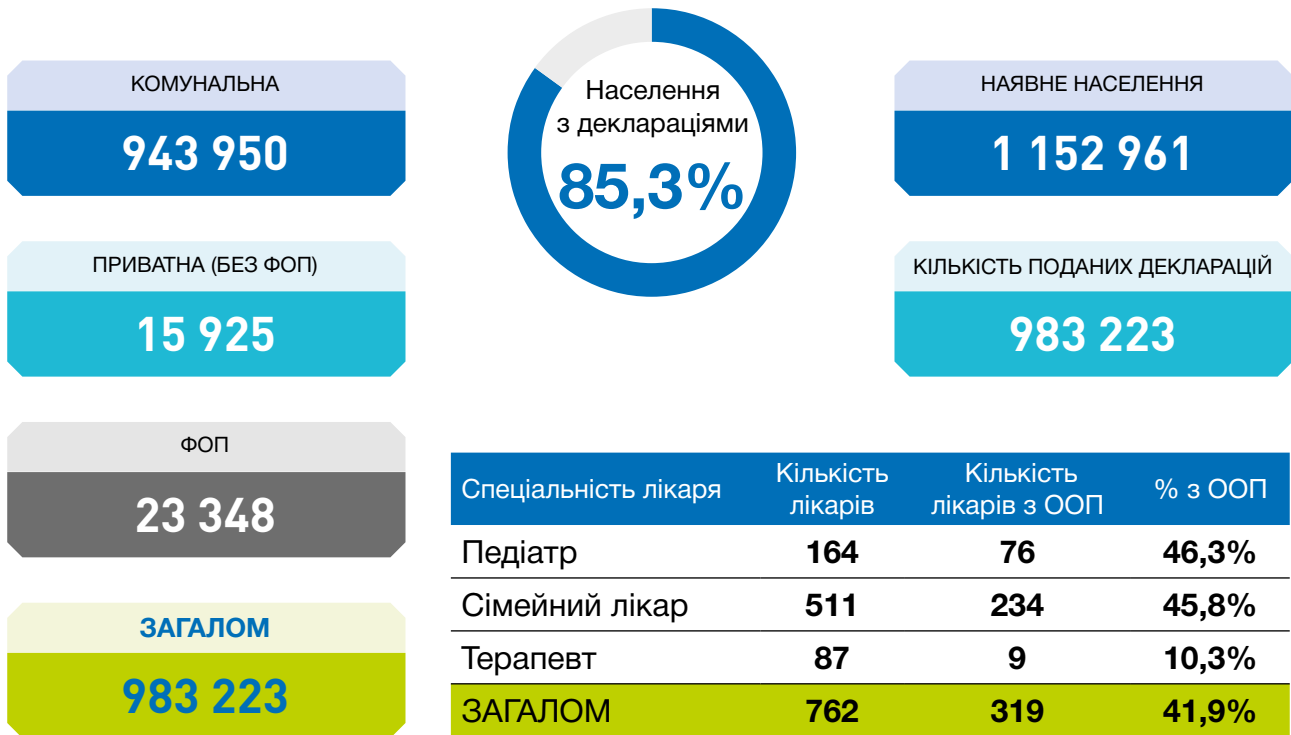 КОМУНАЛЬНА
943 950
ПРИВАТНА (БЕЗ ФОП)
15 925
ФОП
23 348
ЗАГАЛОМ
983 223
Населення
з деклараціями
85,3%
НАЯВНЕ НАСЕЛЕННЯ
1 152 961
КІЛЬКІСТЬ ПОДАНИХ ДЕКЛАРАЦІЙ
983 223
Спеціальність лікаря Кількість лікарів Кількість лікарів з ООП % з ООП
Педіатр 164 76 46,3%
Сімейний лікар 511 234 45,8%
Терапевт 87 9 10,3%
ЗАГАЛОМ 762 319 41,9%